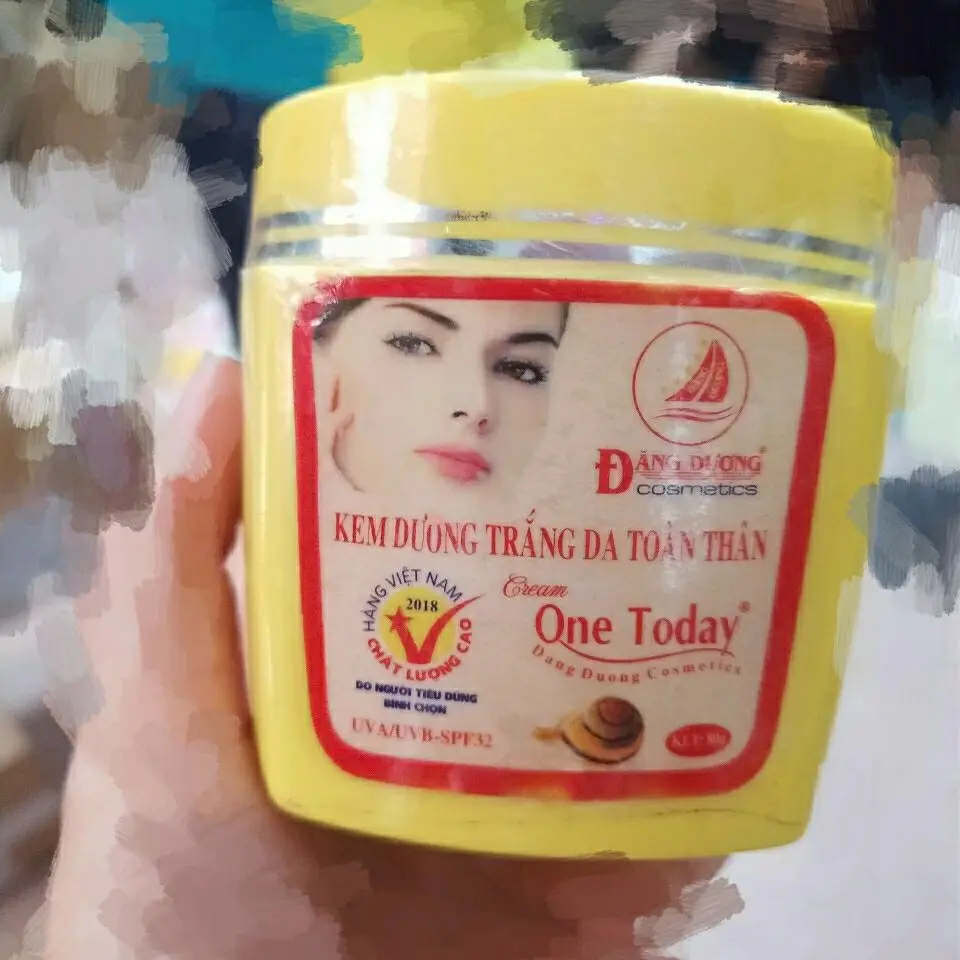 ĐĂNG DƯƠNG®
cosmetics
KEM DƯƠNG TRẮNG DA TOÀN THÂN
HÀNG VIỆT NAM
2018
CHẤT LƯỢNG CAO
DO NGƯỜI TIÊU DÙNG
BÌNH CHỌN
UVA/UVB-SPF32
Cream
One Today®
Dang Duong Cosmetics